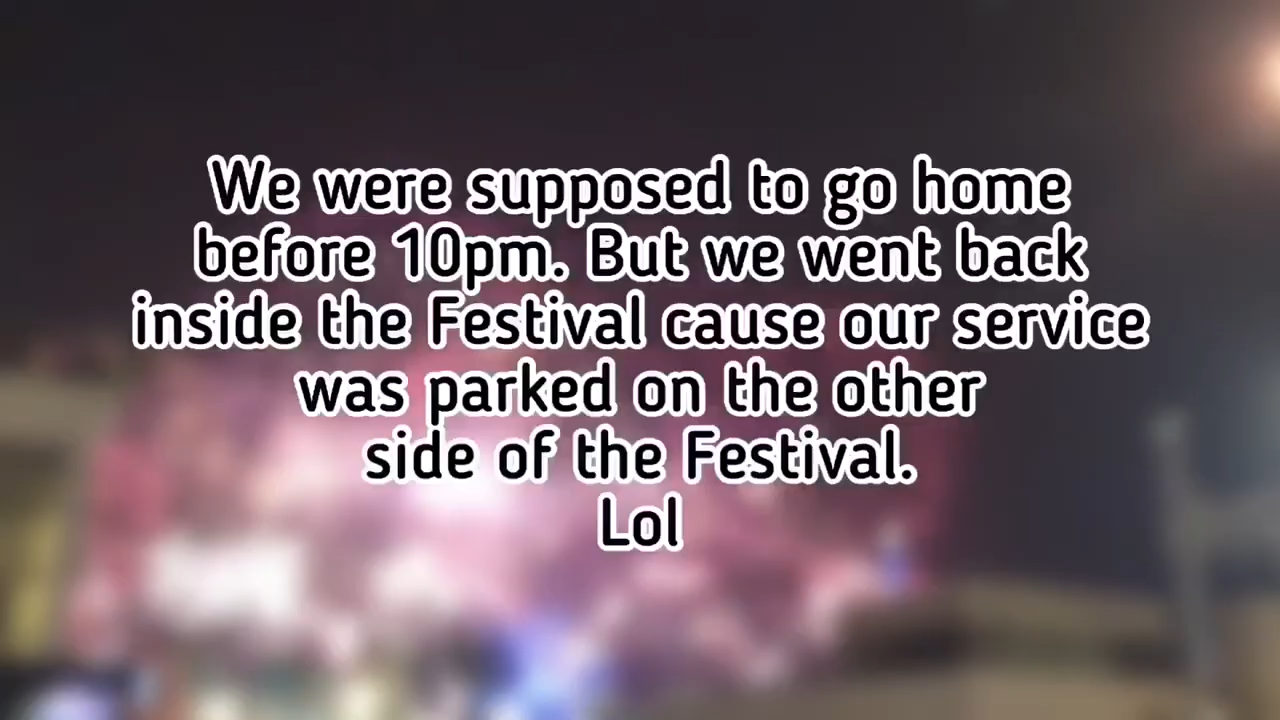 We were supposed to go home
before 10pm. But we went back
inside the Festival cause our service
was parked on the other
side of the Festival.
Lol